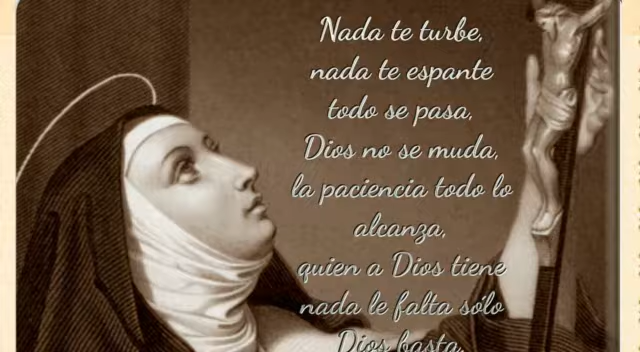 Nada te turbe,
nada te espante
todo se pasa,
Dios no se muda,
la paciencia todo lo
alcanza,
quien a Dios tiene
nada le falta sólo
Dios basta.